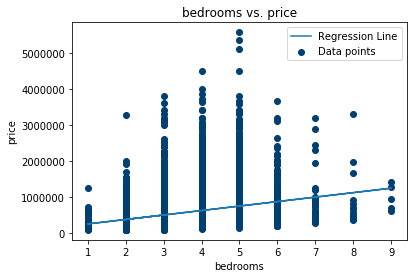 bedrooms vs. price
Regression Line
Data points
5000000
4000000
3000000
2000000
1000000
0
price
1 2 3 4 5 6 7 8 9
bedrooms